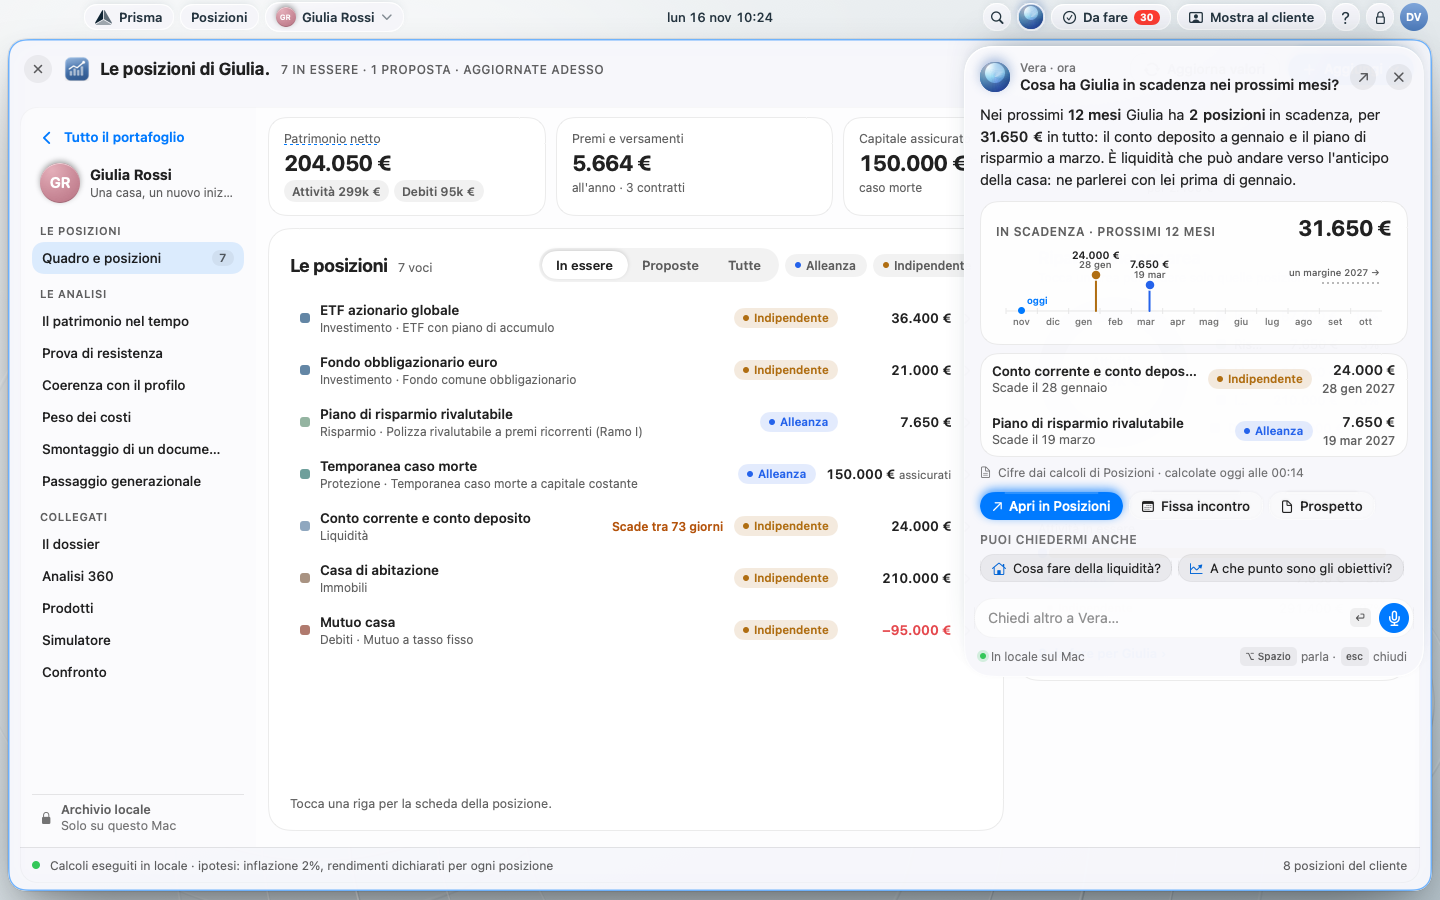 Prisma
Posizioni
GR Giulia Rossi
lun 16 nov 10:24
Da fare 30
Mostra al cliente
?
DV
Le posizioni di Giulia.
7 IN ESSERE · 1 PROPOSTA · AGGIORNATE ADESSO
Tutto il portafoglio
GR
Giulia Rossi
Una casa, un nuovo iniz...
LE POSIZIONI
Quadro e posizioni 7
LE ANALISI
Il patrimonio nel tempo
Prova di resistenza
Coerenza con il profilo
Peso dei costi
Smontaggio di un docume...
Passaggio generazionale
COLLEGATI
Il dossier
Analisi 360
Prodotti
Simulatore
Confronto
Archivio locale
Solo su questo Mac
Patrimonio netto
204.050 €
Attività 299k €
Debiti 95k €
Premi e versamenti
5.664 €
all'anno · 3 contratti
Capitale assicurat
150.000 €
caso morte
Le posizioni 7 voci
In essere
Proposte
Tutte
Alleanza
Indipendent
ETF azionario globale
Investimento · ETF con piano di accumulo
Indipendente
36.400 €
Fondo obbligazionario euro
Investimento · Fondo comune obbligazionario
Indipendente
21.000 €
Piano di risparmio rivalutabile
Risparmio · Polizza rivalutabile a premi ricorrenti (Ramo I)
Alleanza
7.650 €
Temporanea caso morte
Protezione · Temporanea caso morte a capitale costante
Alleanza
150.000 € assicurati
Conto corrente e conto deposito
Liquidità
Scade tra 73 giorni
Indipendente
24.000 €
Casa di abitazione
Immobili
Indipendente
210.000 €
Mutuo casa
Debiti · Mutuo a tasso fisso
Indipendente
−95.000 €
Tocca una riga per la scheda della posizione.
Vera · ora
Cosa ha Giulia in scadenza nei prossimi mesi?
Nei prossimi 12 mesi Giulia ha 2 posizioni in scadenza, per
31.650 € in tutto: il conto deposito a gennaio e il piano di
risparmio a marzo. È liquidità che può andare verso l'anticipo
della casa: ne parlerei con lei prima di gennaio.
IN SCADENZA · PROSSIMI 12 MESI
31.650 €
24.000 €
28 gen
7.650 €
19 mar
un margine 2027 →
oggi
nov dic gen feb mar apr mag giu lug ago set ott
Conto corrente e conto depos...
Scade il 28 gennaio
Indipendente
24.000 €
28 gen 2027
Piano di risparmio rivalutabile
Scade il 19 marzo
Alleanza
7.650 €
19 mar 2027
Cifre dai calcoli di Posizioni · calcolate oggi alle 00:14
Apri in Posizioni
Fissa incontro
Prospetto
PUOI CHIEDERMI ANCHE
Cosa fare della liquidità?
A che punto sono gli obiettivi?
Chiedi altro a Vera...
In locale sul Mac
⌥ Spazio parla · esc chiudi
Calcoli eseguiti in locale · ipotesi: inflazione 2%, rendimenti dichiarati per ogni posizione
8 posizioni del cliente